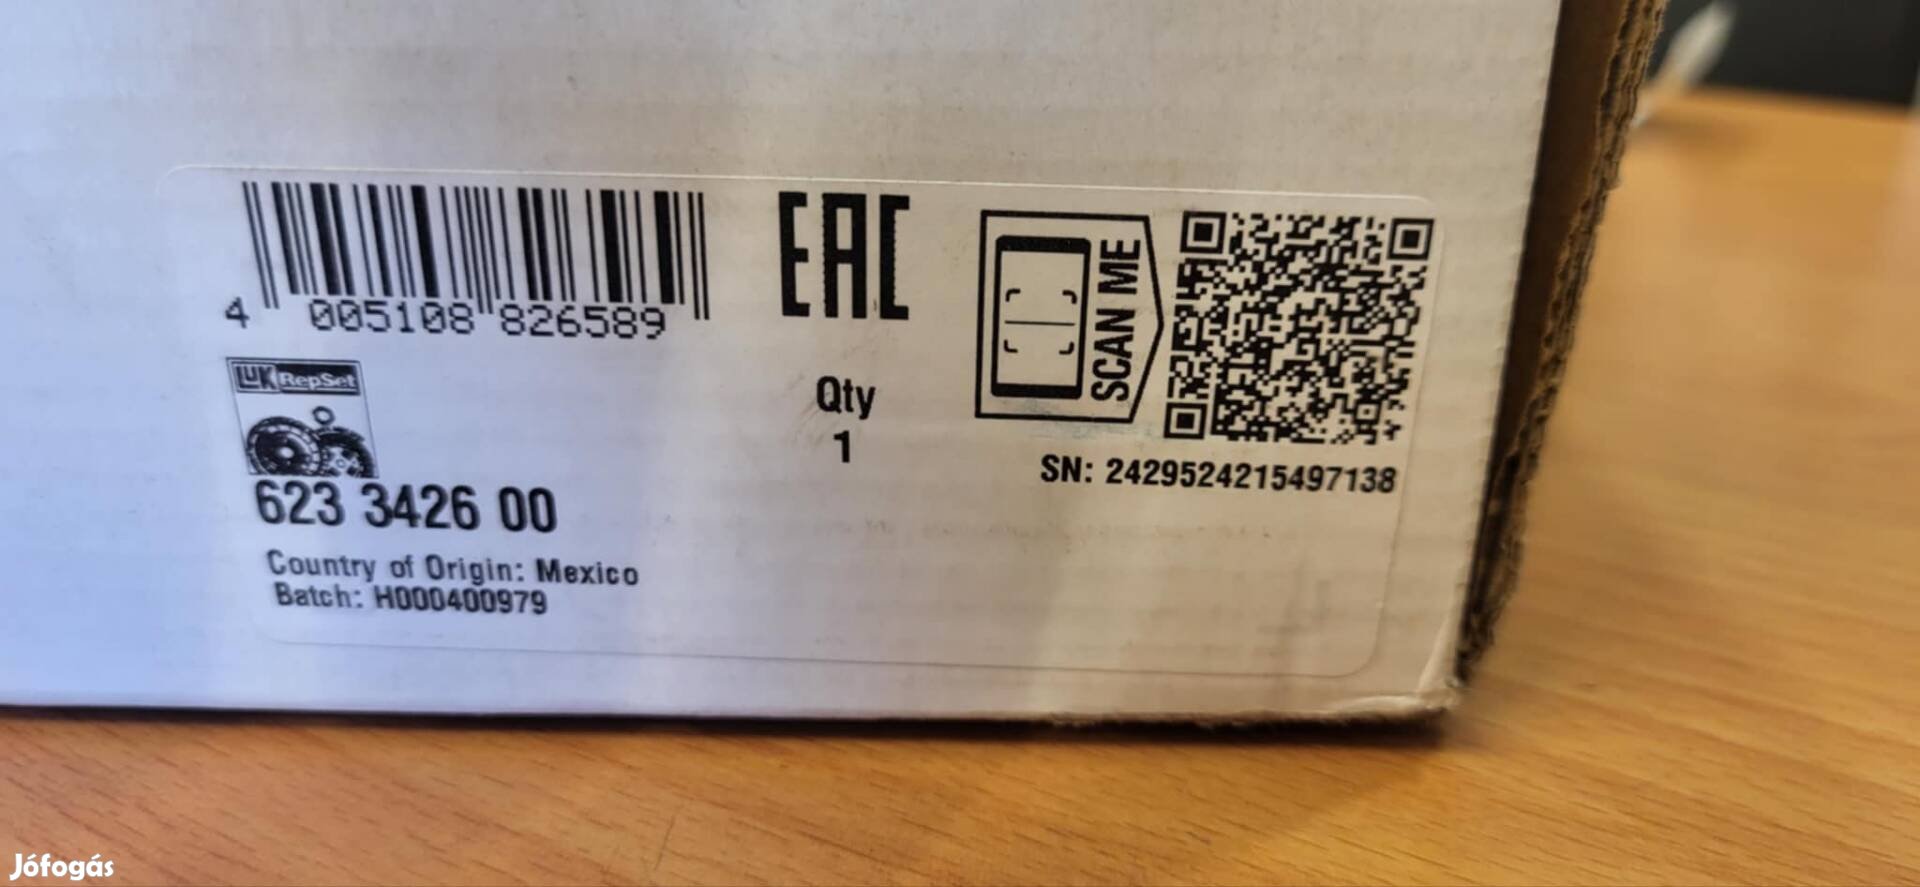 4 005108 826589
EAC
SCAN ME
LUK RepSet
Qty
1
623 3426 00
SN: 2429524215497138
Country of Origin: Mexico
Batch: H000400979
Jófogás